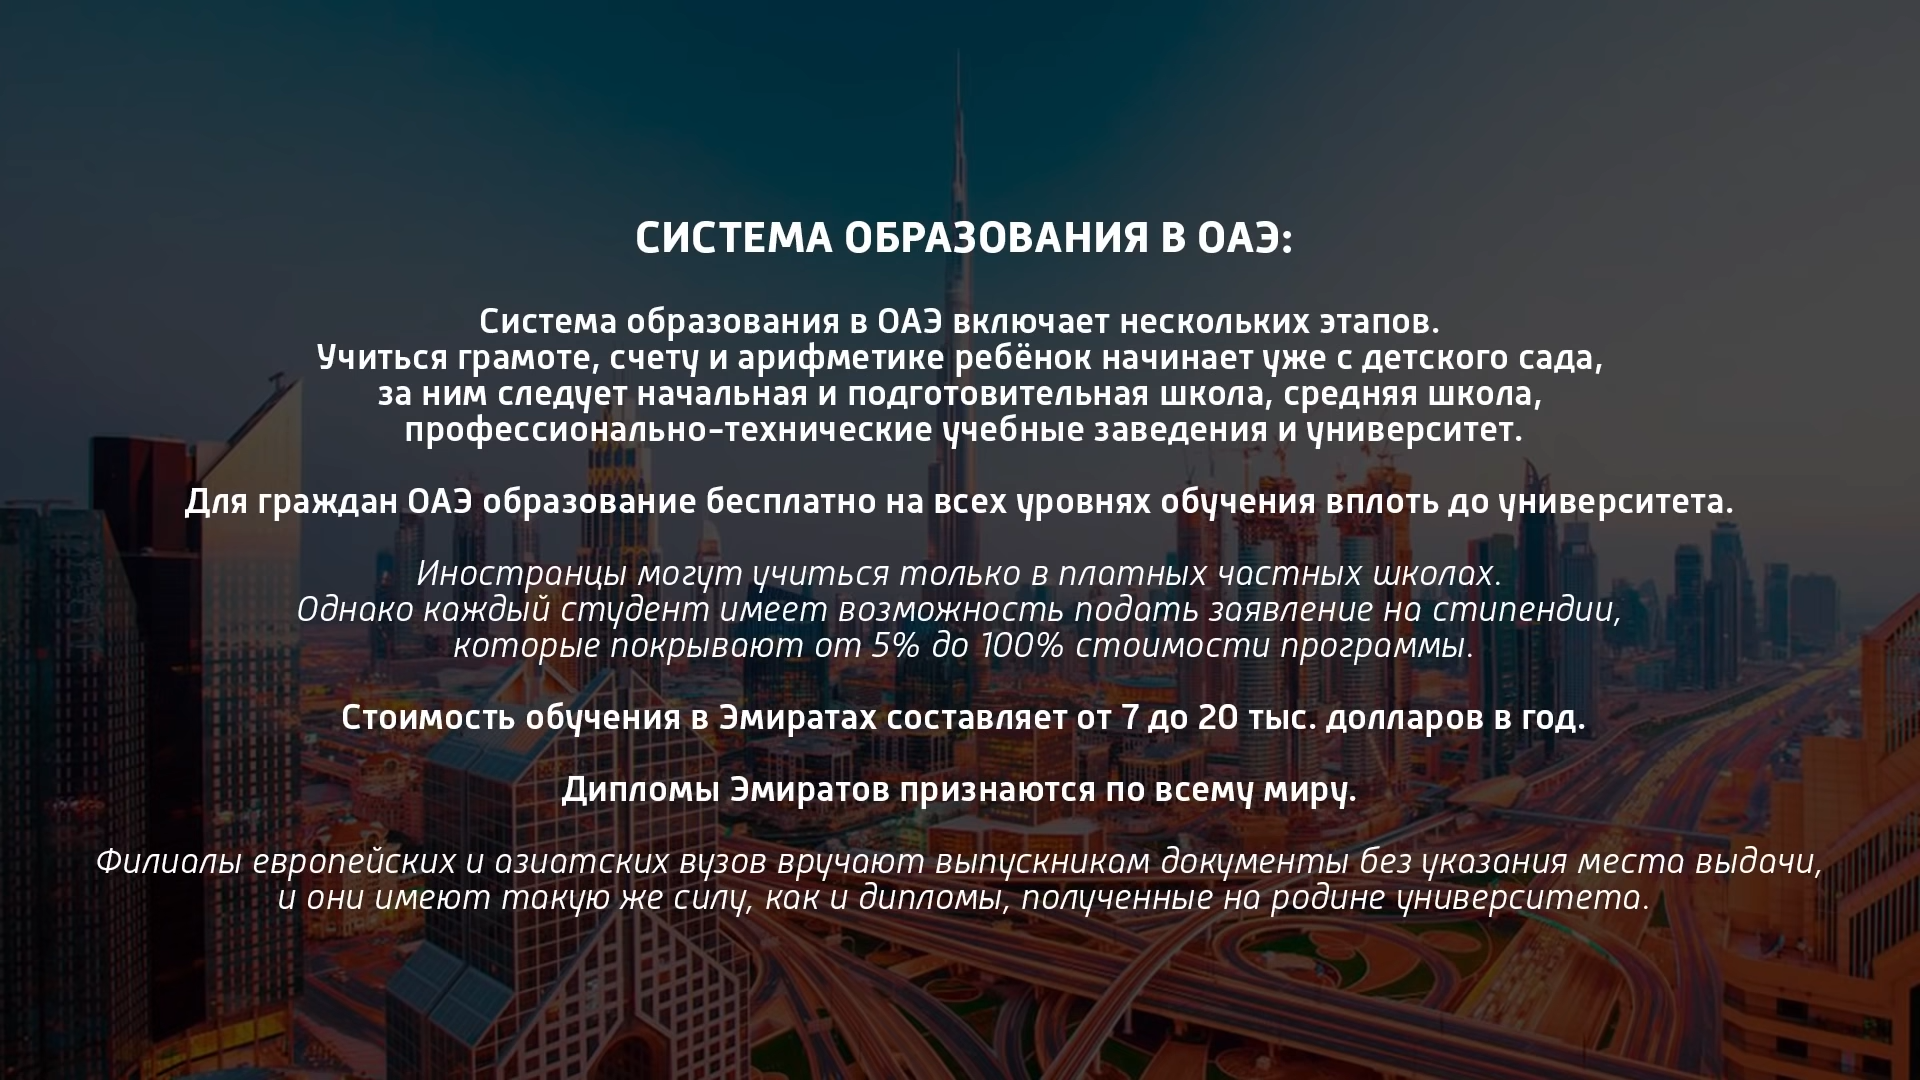 СИСТЕМА ОБРАЗОВАНИЯ В ОАЭ:
Система образования в ОАЭ включает нескольких этапов.
Учиться грамоте, счету и арифметике ребёнок начинает уже с детского сада,
за ним следует начальная и подготовительная школа, средняя школа,
профессионально-технические учебные заведения и университет.
Для граждан ОАЭ образование бесплатно на всех уровнях обучения вплоть до университета.
Иностранцы могут учиться только в платных частных школах.
Однако каждый студент имеет возможность подать заявление на стипендии,
которые покрывают от 5% до 100% стоимости программы.
Стоимость обучения в Эмиратах составляет от 7 до 20 тыс. долларов в год.
Дипломы Эмиратов признаются по всему миру.
Филиалы европейских и азиатских вузов вручают выпускникам документы без указания места выдачи,
и они имеют такую же силу, как и дипломы, полученные на родине университета.